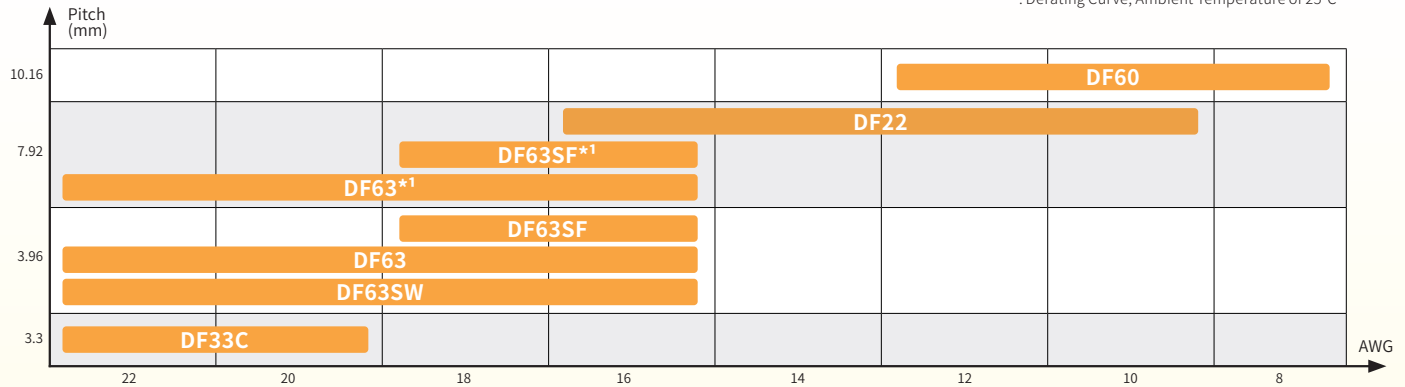 : Derating Curve, Ambient Temperature of 25°C
Pitch
(mm)
10.16
DF60
DF22
7.92
DF63SF*¹
DF63*¹
DF63SF
3.96
DF63
DF63SW
3.3
DF33C
AWG
22 20 18 16 14 12 10 8